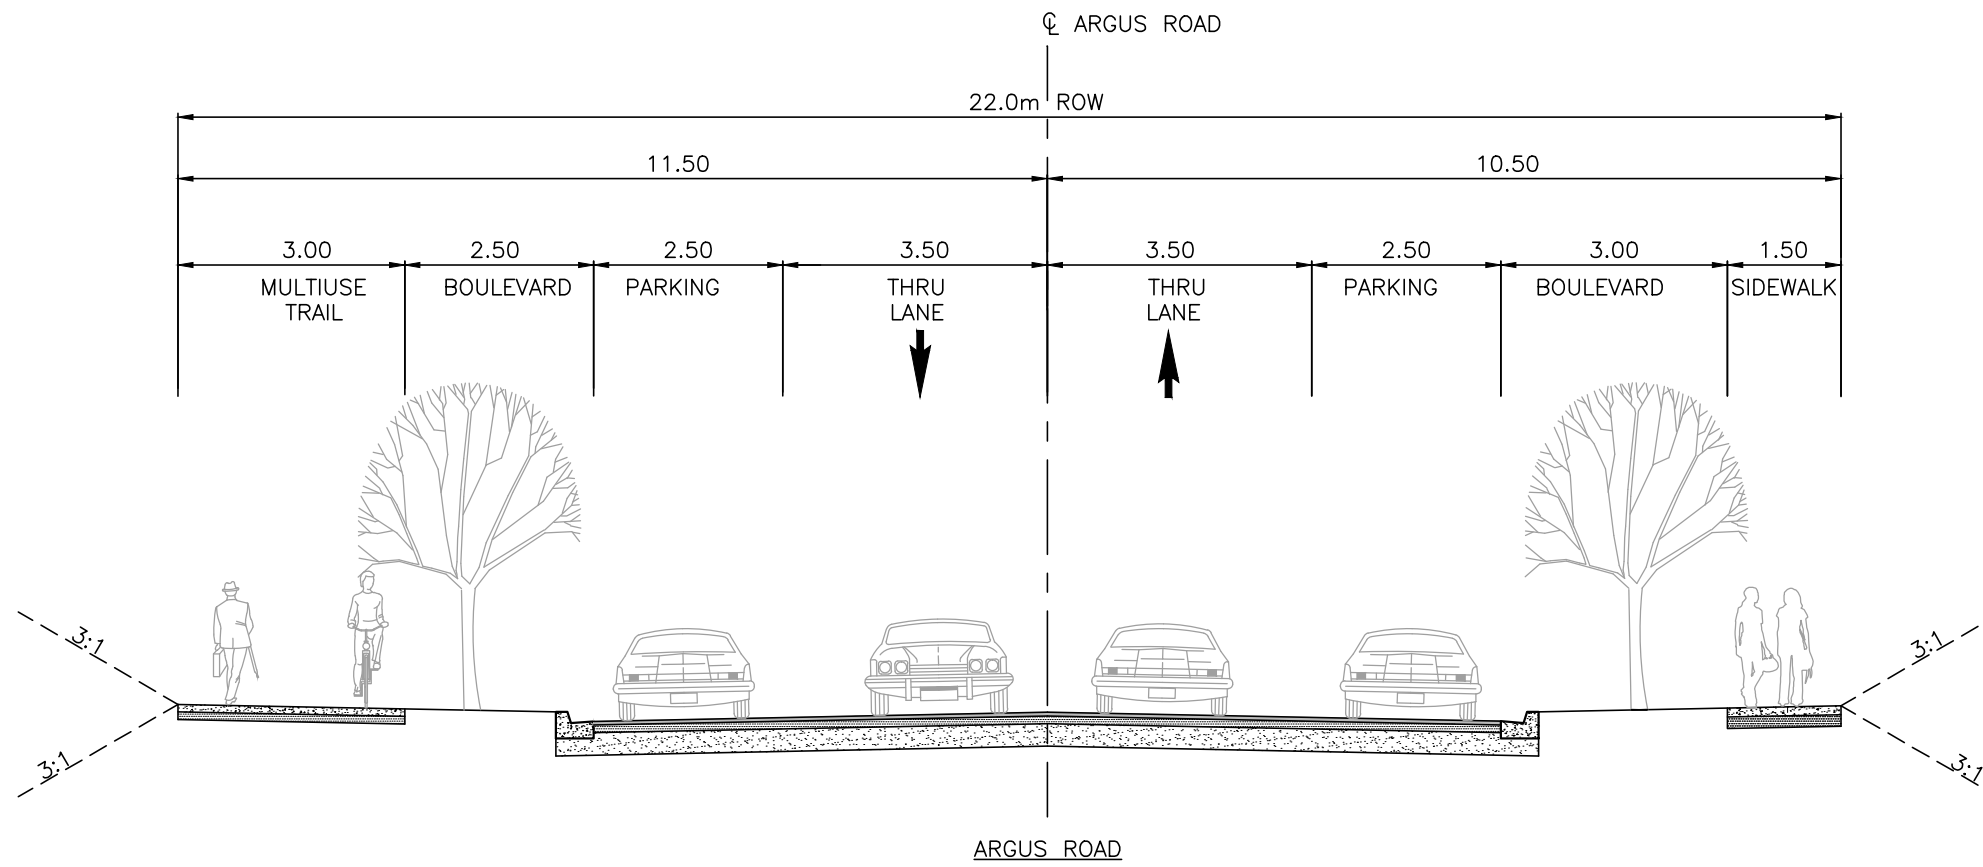 ℄ ARGUS ROAD
22.0m ROW
11.50 10.50
3.00 2.50 2.50 3.50 3.50 2.50 3.00 1.50
MULTIUSE BOULEVARD PARKING THRU THRU PARKING BOULEVARD SIDEWALK
TRAIL LANE LANE
3:1 3:1
3:1 3:1
ARGUS ROAD